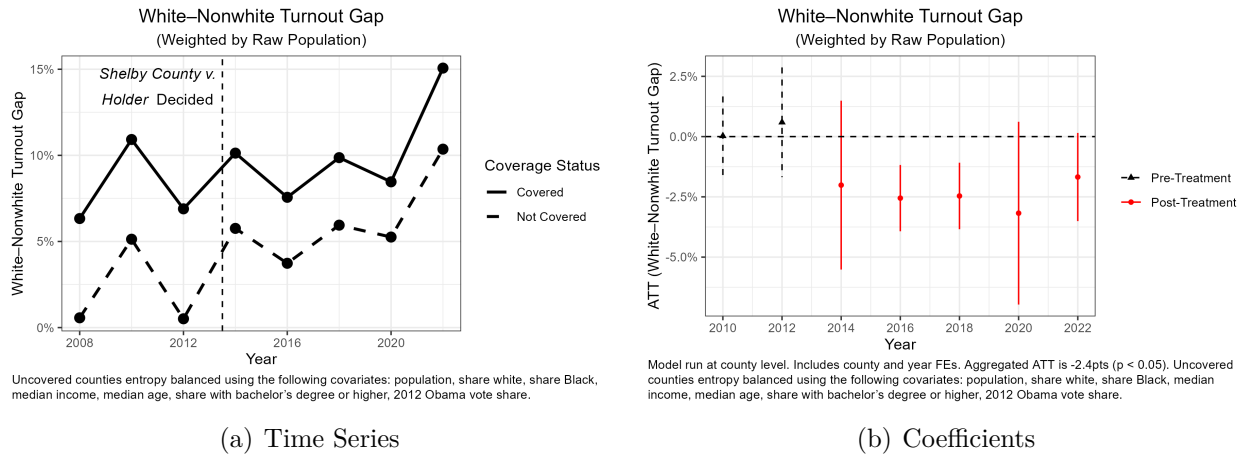 White–Nonwhite Turnout Gap
(Weighted by Raw Population)
White–Nonwhite Turnout Gap
15%
10%
5%
0%
Shelby County v.
Holder Decided
2008
2012
2016
2020
Year
Coverage Status
Covered
Not Covered
Uncovered counties entropy balanced using the following covariates: population, share white, share Black,
median income, median age, share with bachelor's degree or higher, 2012 Obama vote share.
(a) Time Series
White–Nonwhite Turnout Gap
(Weighted by Raw Population)
ATT (White–Nonwhite Turnout Gap)
2.5%
0.0%
-2.5%
-5.0%
2010
2012
2014
2016
2018
2020
2022
Year
Pre-Treatment
Post-Treatment
Model run at county level. Includes county and year FEs. Aggregated ATT is -2.4pts (p < 0.05). Uncovered
counties entropy balanced using the following covariates: population, share white, share Black, median
income, median age, share with bachelor's degree or higher, 2012 Obama vote share.
(b) Coefficients